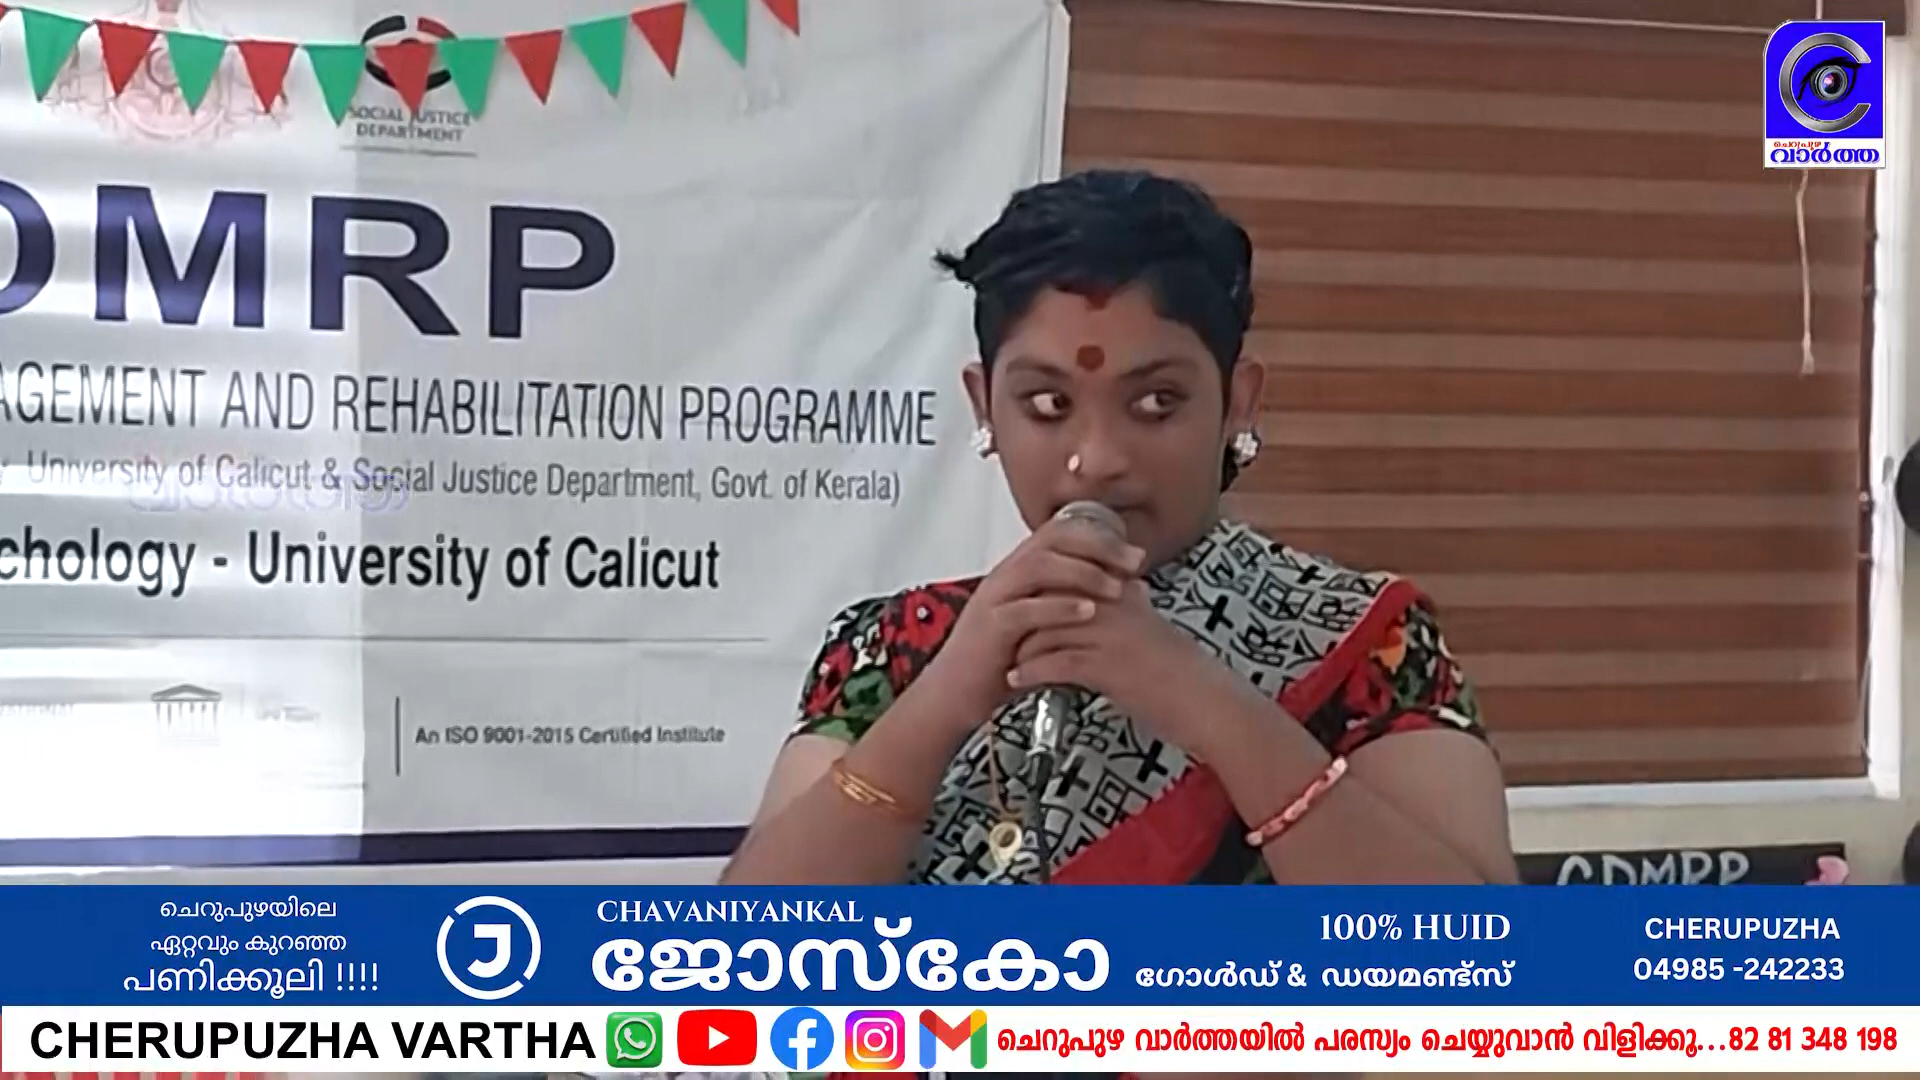 SOCIAL JUSTICE
DEPARTMENT
DMRP
AGEMENT AND REHABILITATION PROGRAMME
University of Calicut & Social Justice Department, Govt. of Kerala)
chology - University of Calicut
An ISO 9001-2015 Certified Institute
ചെറുപുഴ
വാർത്ത
CDMRP
ചെറുപുഴയിലെ
ഏറ്റവും കുറഞ്ഞ
പണിക്കൂലി !!!!
J
CHAVANIYANKAL
ജോസ്കോ
100% HUID
ഗോൾഡ് & ഡയമണ്ട്സ്
CHERUPUZHA
04985 -242233
CHERUPUZHA VARTHA
ചെറുപുഴ വാർത്തയിൽ പരസ്യം ചെയ്യുവാൻ വിളിക്കൂ...82 81 348 198